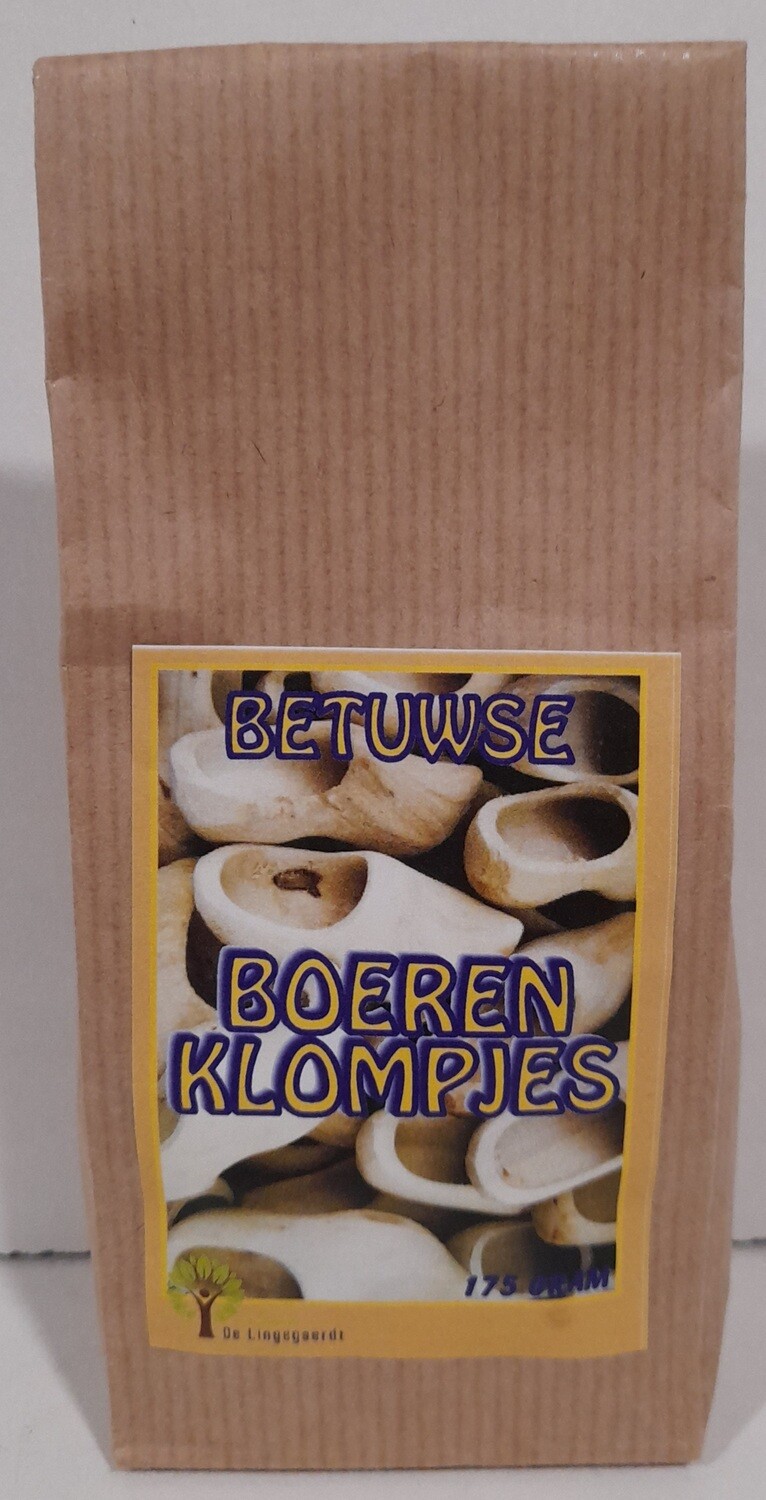 BETUWSE
BOEREN
KLOMPJES
175 GRAM
De Lingegaerdt